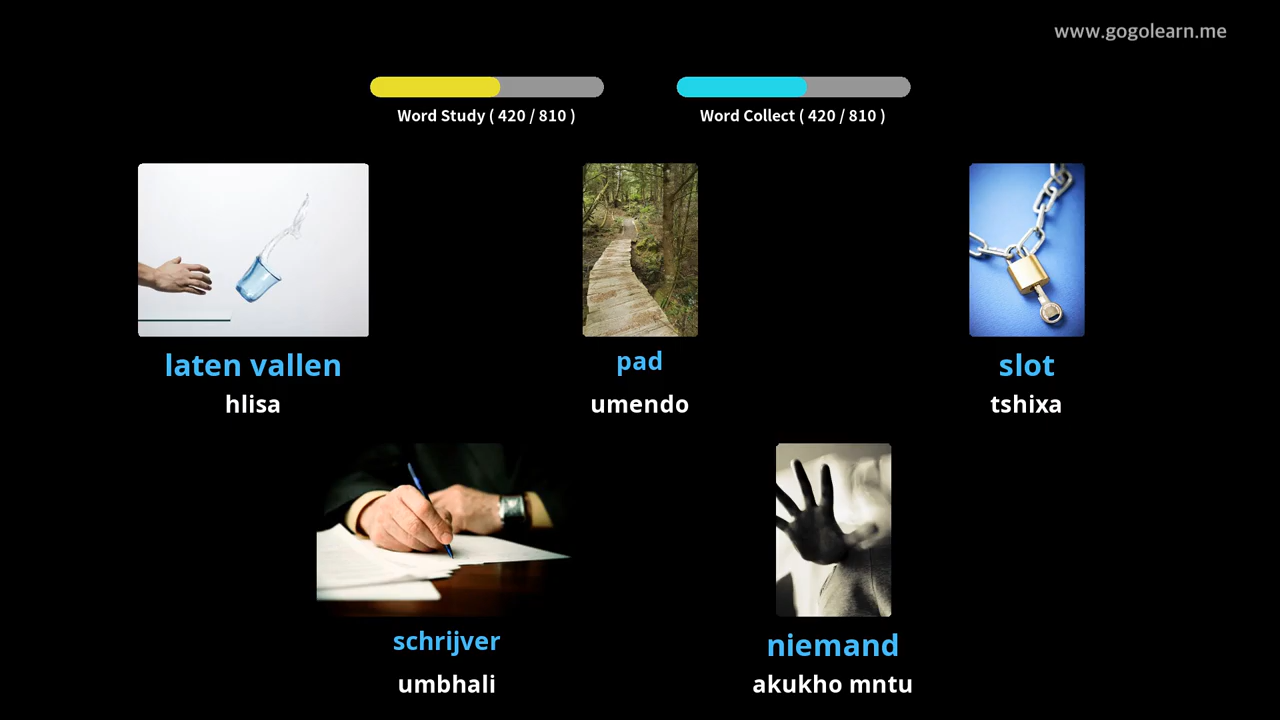 www.gogolearn.me
Word Study ( 420 / 810 )
Word Collect ( 420 / 810 )
laten vallen
hlisa
pad
umendo
slot
tshixa
schrijver
umbhali
niemand
akukho mntu